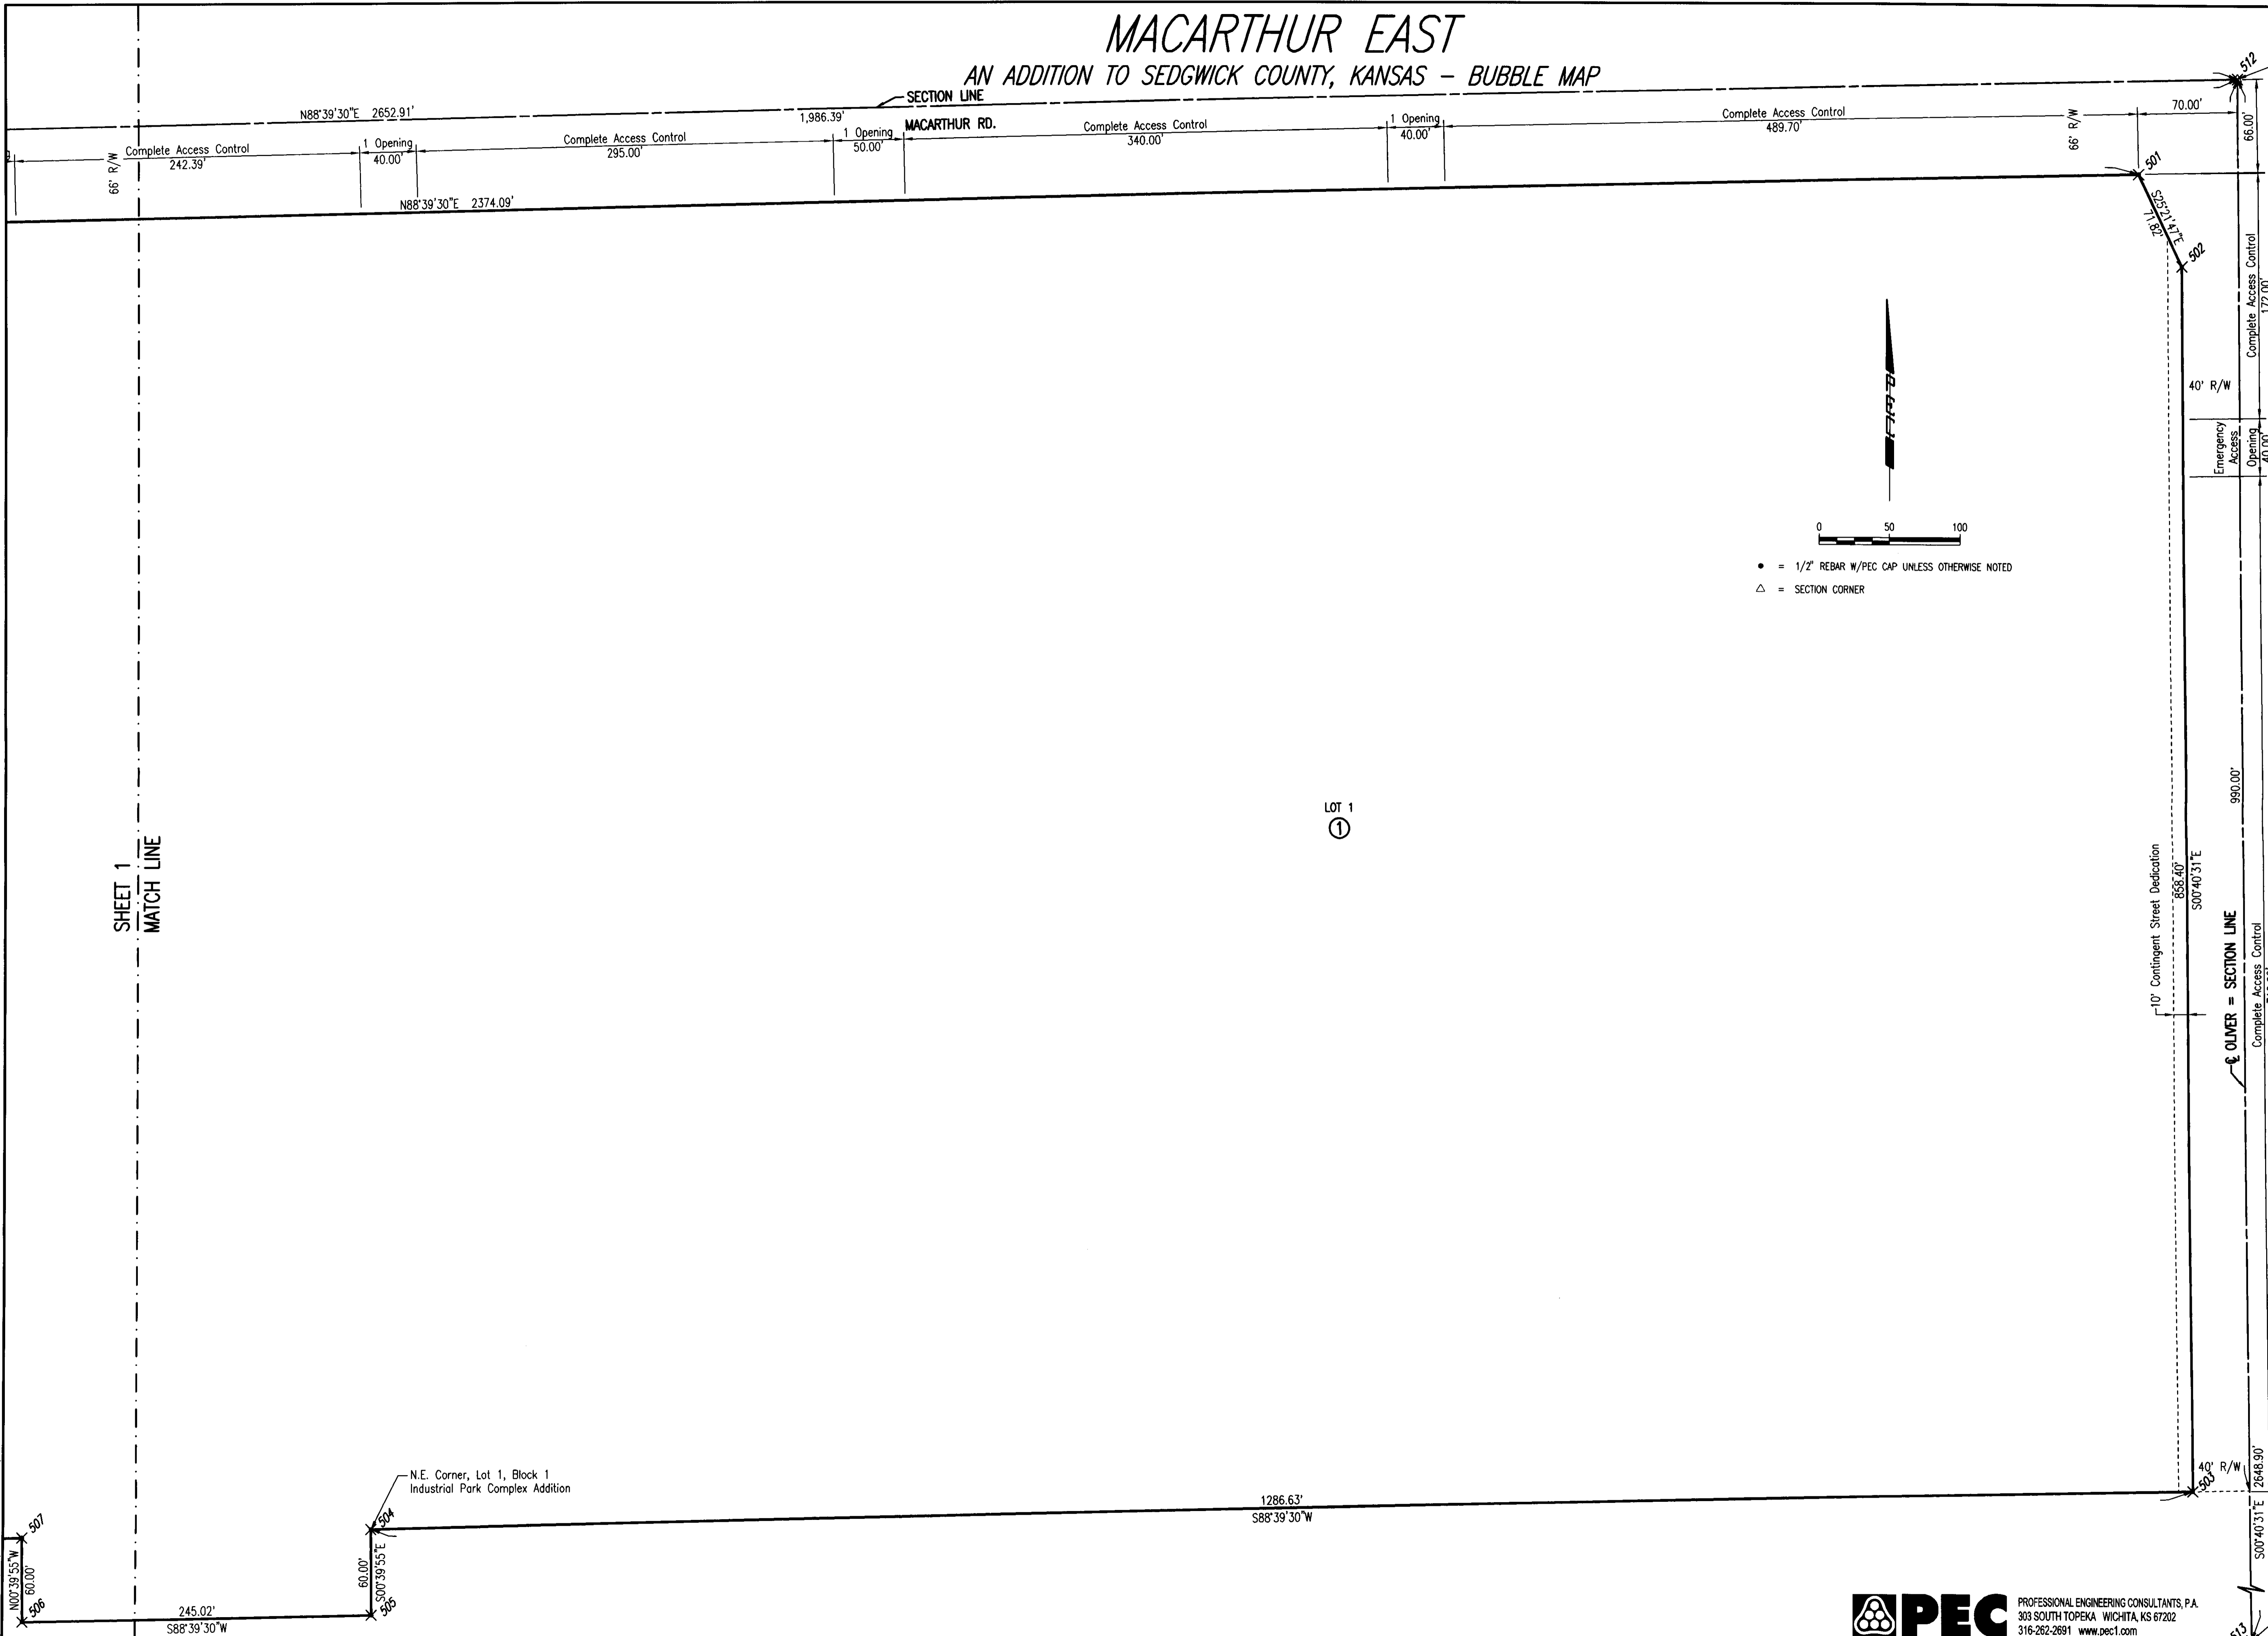 MACARTHUR EAST
AN ADDITION TO SEDGWICK COUNTY, KANSAS – BUBBLE MAP
512
SECTION LINE
N88°39'30"E 2652.91'
1,986.39'
MACARTHUR RD.
70.00'
66.00'
66' R/W
Complete Access Control
242.39'
1 Opening
40.00'
Complete Access Control
295.00'
1 Opening
50.00'
Complete Access Control
340.00'
1 Opening
40.00'
Complete Access Control
489.70'
66' R/W
N88°39'30"E 2374.09'
501
S25°21'47"E
71.82'
502
Complete Access Control
172.00'
40' R/W
Emergency
Access
Opening
40.00'
0 50 100
● = 1/2" REBAR W/PEC CAP UNLESS OTHERWISE NOTED
△ = SECTION CORNER
LOT 1
①
SHEET 1
MATCH LINE
990.00'
10' Contingent Street Dedication
858.40'
S00°40'31"E
℄ OLIVER = SECTION LINE
Complete Access Control
N.E. Corner, Lot 1, Block 1
Industrial Park Complex Addition
504
1286.63'
S88°39'30"W
40' R/W
503
S00°40'31"E 2648.90'
507
N00°39'55"W
60.00'
506
60.00'
S00°39'55"E
505
245.02'
S88°39'30"W
PEC
PROFESSIONAL ENGINEERING CONSULTANTS, P.A.
303 SOUTH TOPEKA WICHITA, KS 67202
316-262-2691 www.pec1.com
513